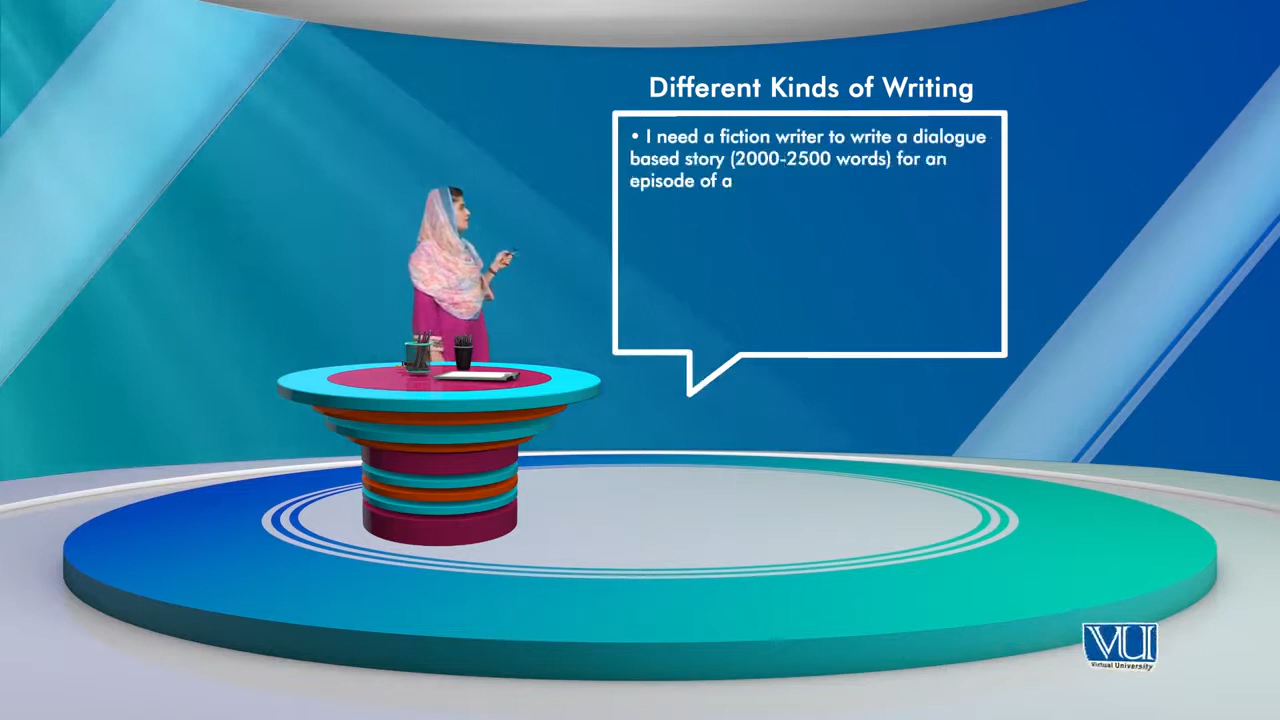 Different Kinds of Writing
• I need a fiction writer to write a dialogue
based story (2000-2500 words) for an
episode of a
VU
Virtual University